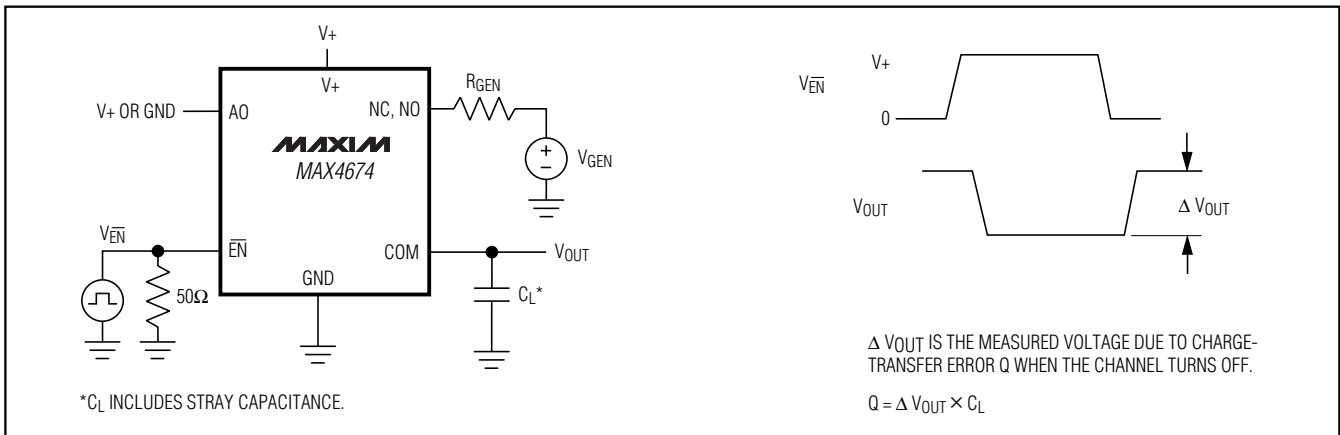 V+
V+
V+ OR GND
A0
NC, NO
RGEN
MAXIM
MAX4674
+
−
VGEN
VEN̅
EN̅
COM
VOUT
50Ω
GND
CL*
*CL INCLUDES STRAY CAPACITANCE.
V+
VEN̅
0
VOUT
Δ VOUT
Δ VOUT IS THE MEASURED VOLTAGE DUE TO CHARGE-
TRANSFER ERROR Q WHEN THE CHANNEL TURNS OFF.
Q = Δ VOUT × CL